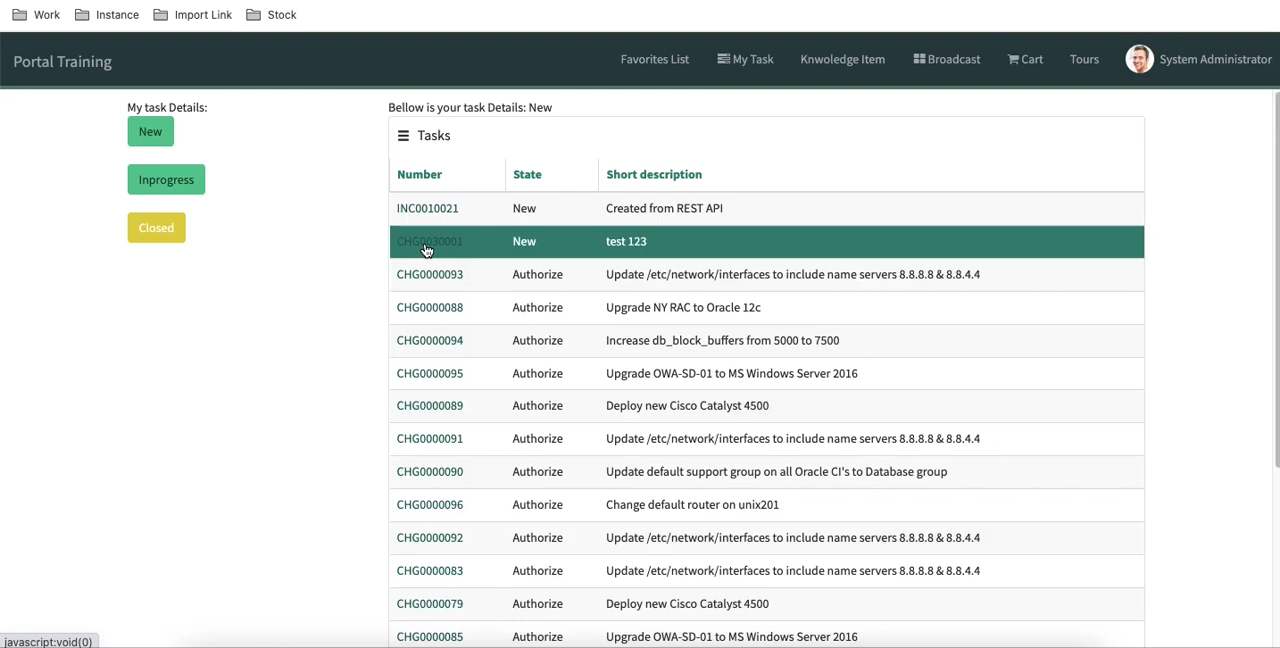 Work Instance Import Link Stock
Portal Training Favorites List My Task Knwoledge Item Broadcast Cart Tours System Administrator
My task Details:
New
Inprogress
Closed
Bellow is your task Details: New
Tasks
Number State Short description
INC0010021 New Created from REST API
CHG0030001 New test 123
CHG0000093 Authorize Update /etc/network/interfaces to include name servers 8.8.8.8 & 8.8.4.4
CHG0000088 Authorize Upgrade NY RAC to Oracle 12c
CHG0000094 Authorize Increase db_block_buffers from 5000 to 7500
CHG0000095 Authorize Upgrade OWA-SD-01 to MS Windows Server 2016
CHG0000089 Authorize Deploy new Cisco Catalyst 4500
CHG0000091 Authorize Update /etc/network/interfaces to include name servers 8.8.8.8 & 8.8.4.4
CHG0000090 Authorize Update default support group on all Oracle CI's to Database group
CHG0000096 Authorize Change default router on unix201
CHG0000092 Authorize Update /etc/network/interfaces to include name servers 8.8.8.8 & 8.8.4.4
CHG0000083 Authorize Update /etc/network/interfaces to include name servers 8.8.8.8 & 8.8.4.4
CHG0000079 Authorize Deploy new Cisco Catalyst 4500
CHG0000085 Authorize Upgrade OWA-SD-01 to MS Windows Server 2016
javascript:void(0)